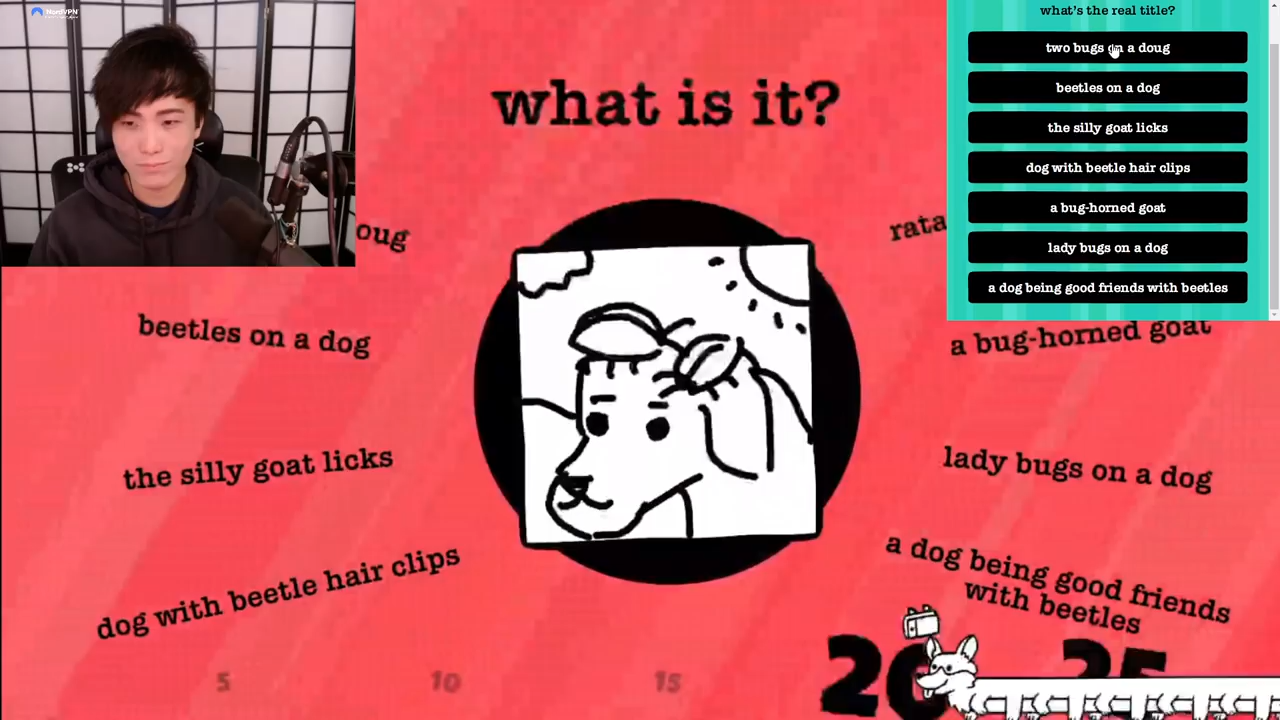 NordVPN
what's the real title?
two bugs on a doug
beetles on a dog
the silly goat licks
dog with beetle hair clips
a bug-horned goat
lady bugs on a dog
a dog being good friends with beetles
what is it?
oug
rata
beetles on a dog
a bug-horned goat
the silly goat licks
lady bugs on a dog
dog with beetle hair clips
a dog being good friends
with beetles
5 10 15 20 25